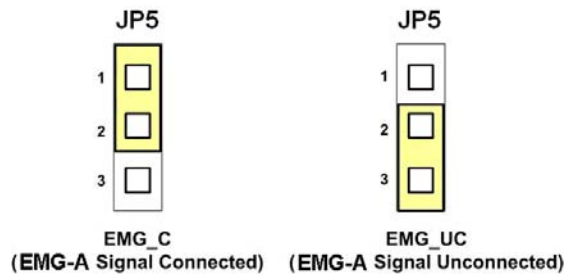 JP5 JP5
1 1
2 2
3 3
EMG_C EMG_UC
(EMG-A Signal Connected) (EMG-A Signal Unconnected)